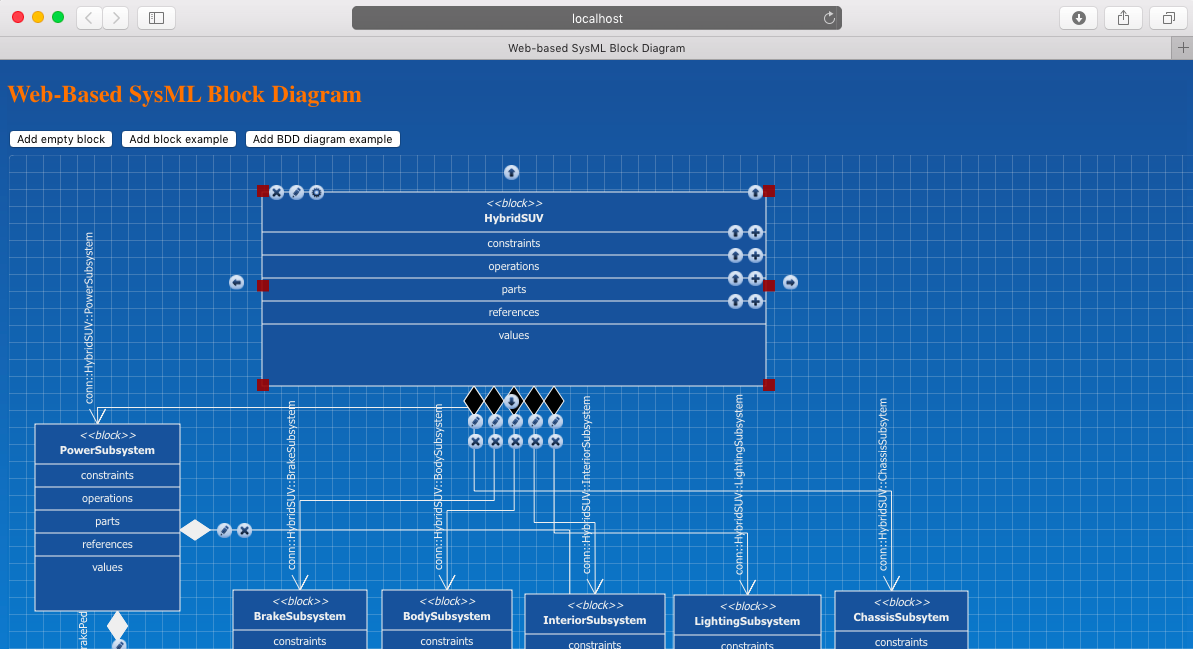 localhost
Web-based SysML Block Diagram
Web-Based SysML Block Diagram
Add empty block
Add block example
Add BDD diagram example
<<block>>
HybridSUV
constraints
operations
parts
references
values
conn::HybridSUV::PowerSubsystem
<<block>>
PowerSubsystem
constraints
operations
parts
references
values
conn::HybridSUV::BrakeSubsystem
conn::HybridSUV::BodySubsystem
conn::HybridSUV::InteriorSubsystem
conn::HybridSUV::LightingSubsystem
conn::HybridSUV::ChassisSubsytem
<<block>>
BrakeSubsystem
constraints
<<block>>
BodySubsystem
constraints
<<block>>
InteriorSubsystem
constraints
<<block>>
LightingSubsystem
constraints
<<block>>
ChassisSubsytem
constraints
rakePed